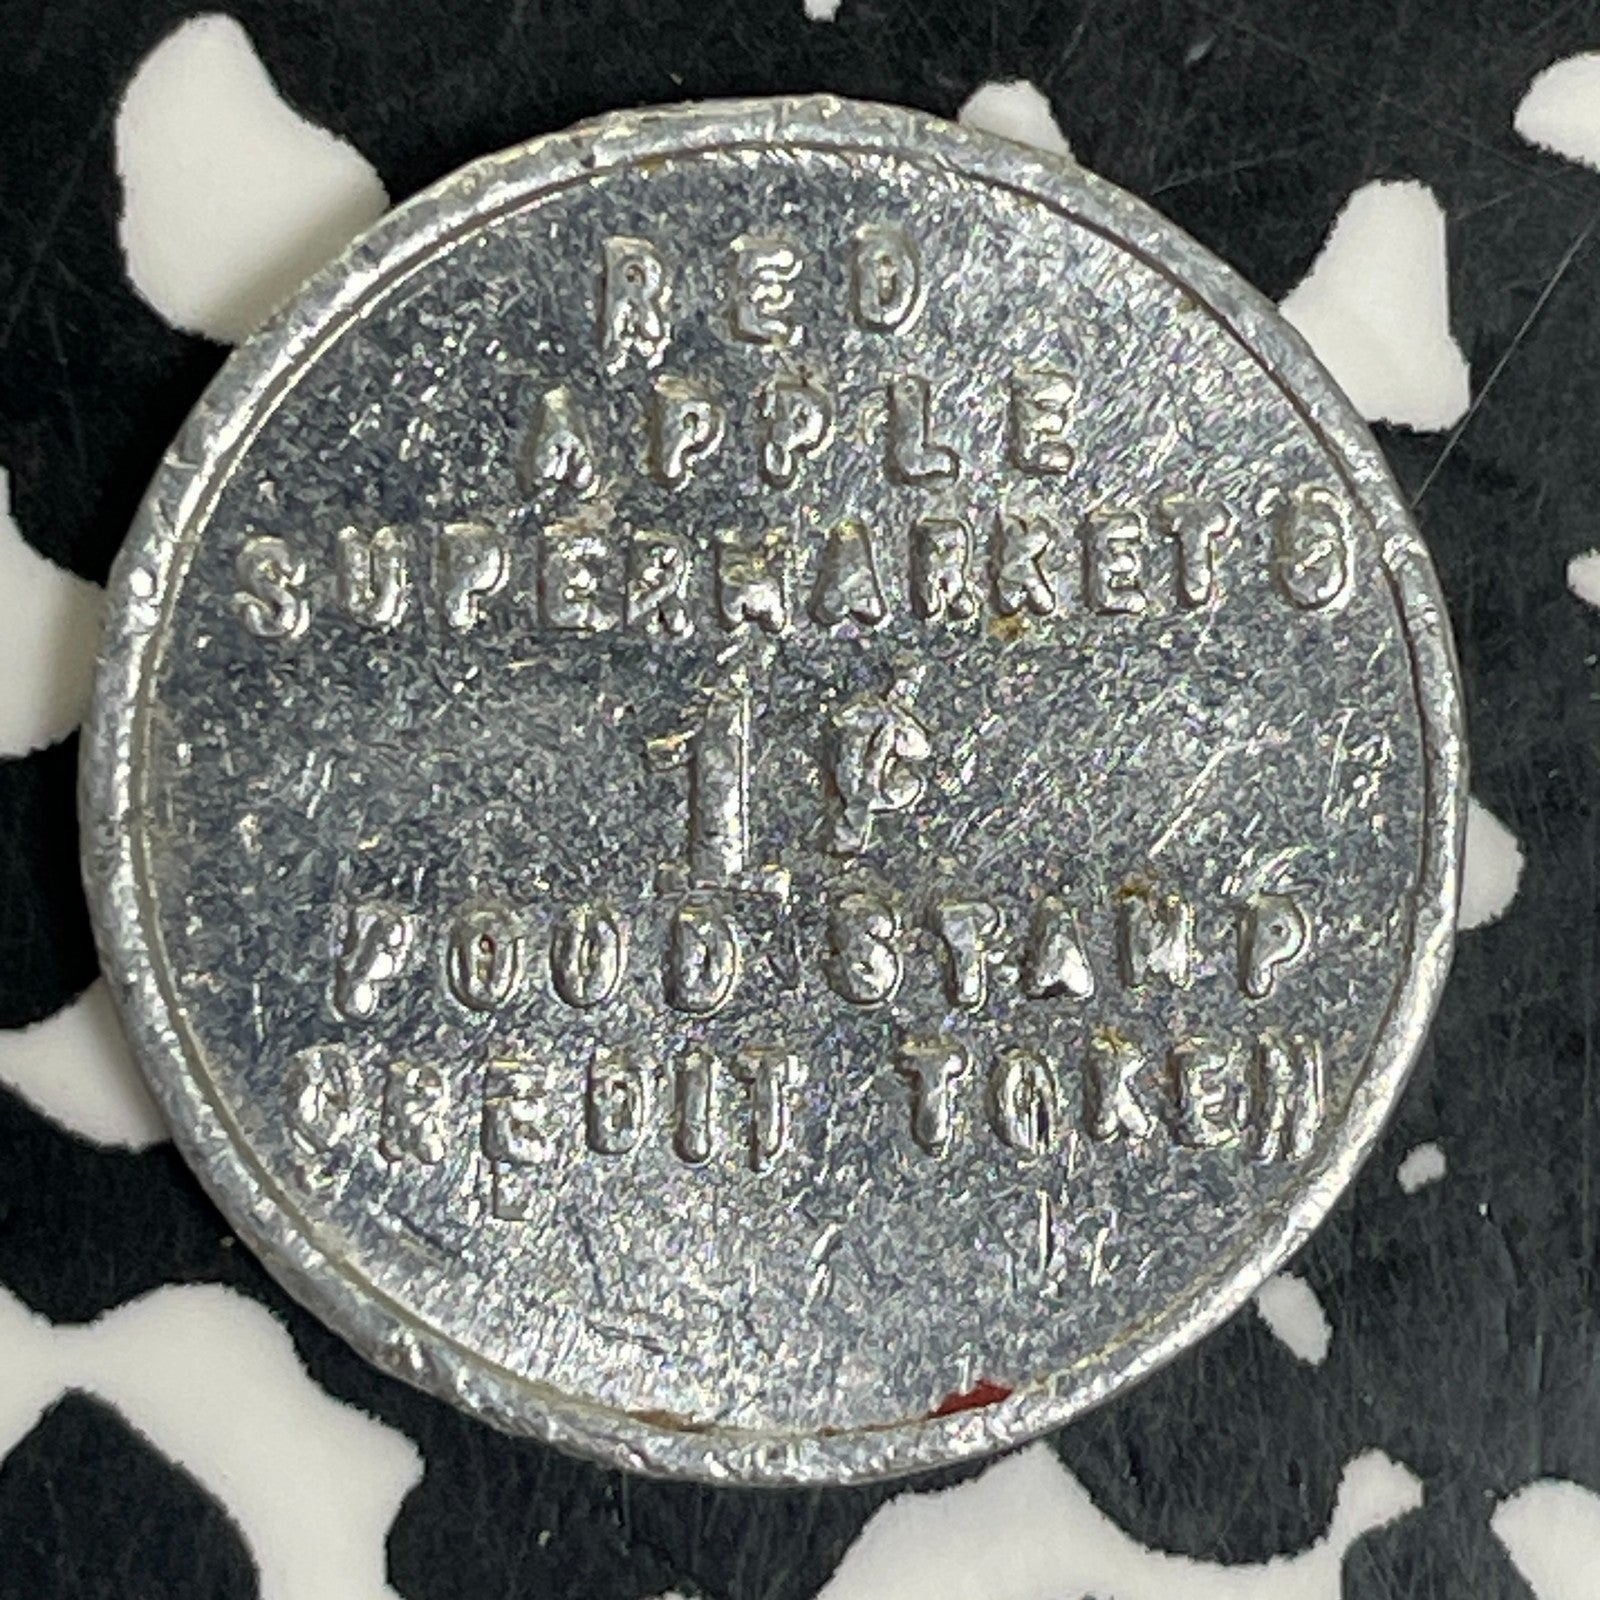 RED
APPLE
SUPERMARKETS
1¢
FOOD STAMP
CREDIT TOKEN